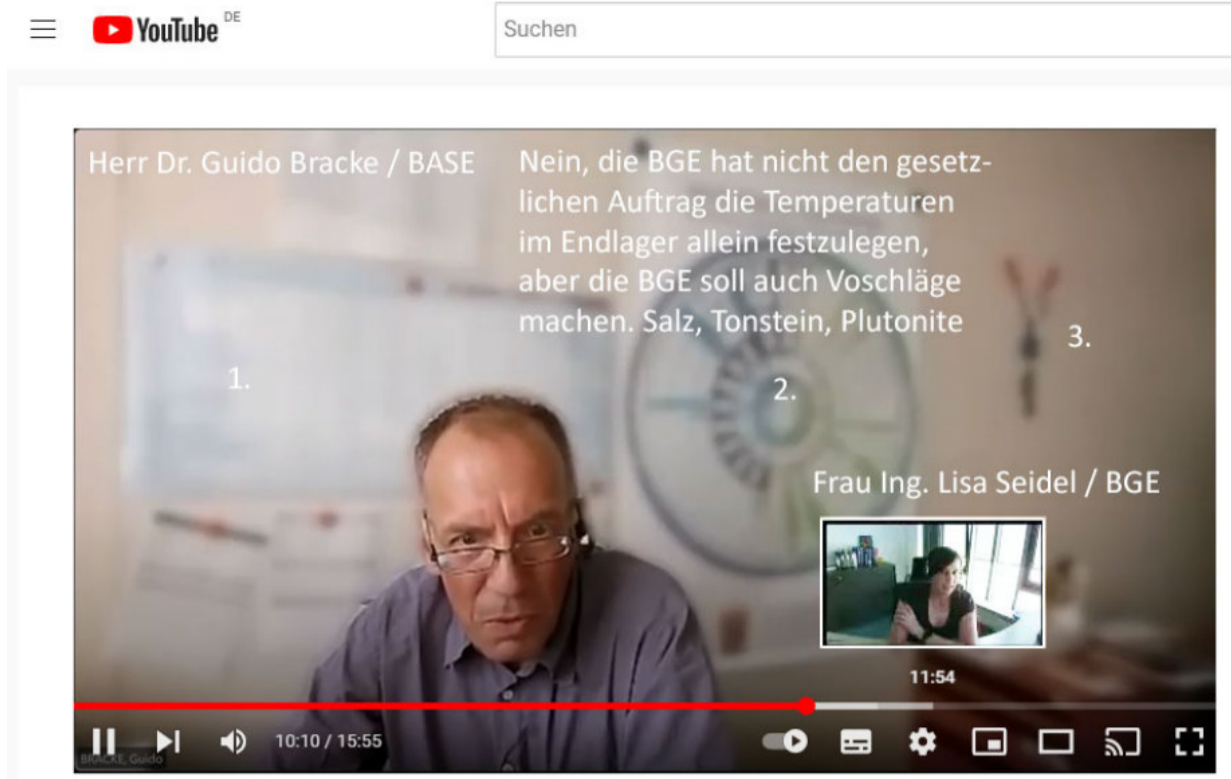 YouTube DE
Suchen
Herr Dr. Guido Bracke / BASE
Nein, die BGE hat nicht den gesetz-
lichen Auftrag die Temperaturen
im Endlager allein festzulegen,
aber die BGE soll auch Voschläge
machen. Salz, Tonstein, Plutonite
1.
2.
3.
Frau Ing. Lisa Seidel / BGE
11:54
10:10 / 15:55
BRACKE, Guido